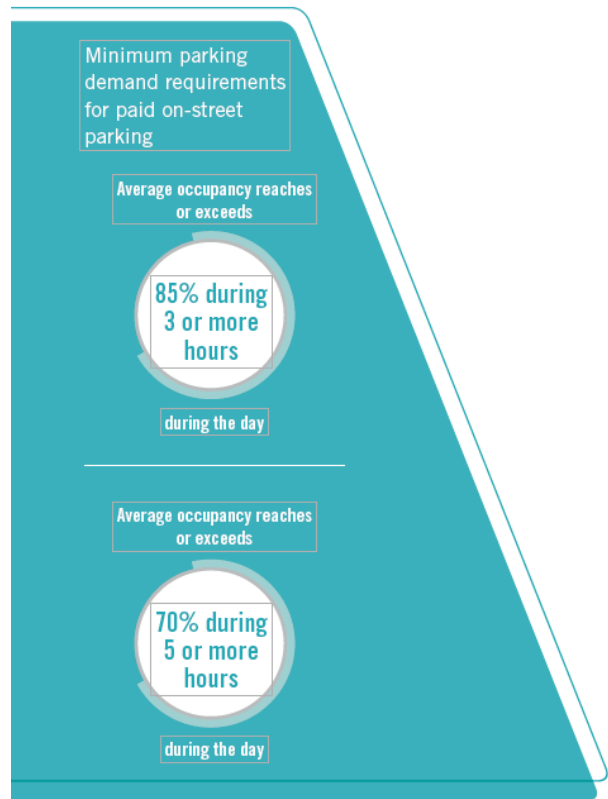 Minimum parking
demand requirements
for paid on-street
parking
Average occupancy reaches
or exceeds
85% during
3 or more
hours
during the day
Average occupancy reaches
or exceeds
70% during
5 or more
hours
during the day